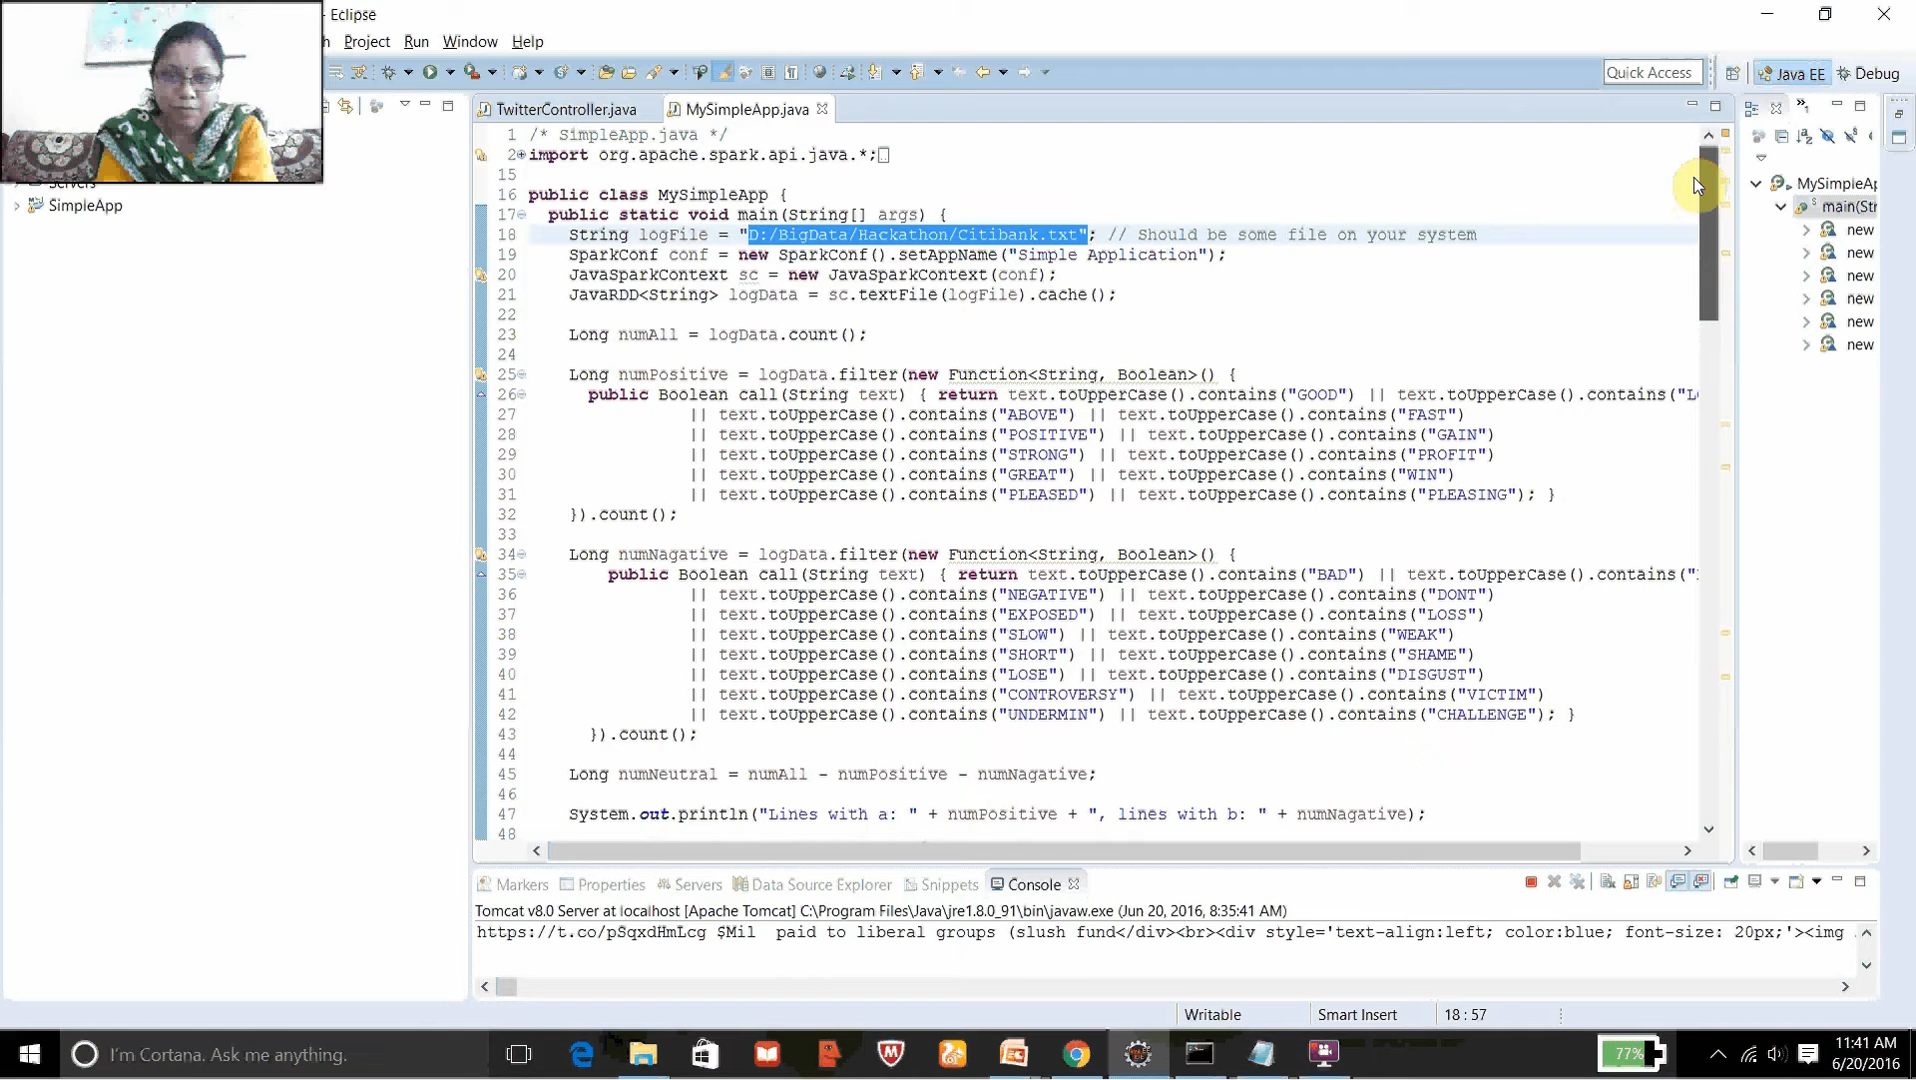 - Eclipse
h Project Run Window Help
Quick Access
Java EE
Debug
Servers
SimpleApp
TwitterController.java
MySimpleApp.java
1 /* SimpleApp.java */
2 import org.apache.spark.api.java.*;
15
16 public class MySimpleApp {
17 public static void main(String[] args) {
18 String logFile = "D:/BigData/Hackathon/Citibank.txt"; // Should be some file on your system
19 SparkConf conf = new SparkConf().setAppName("Simple Application");
20 JavaSparkContext sc = new JavaSparkContext(conf);
21 JavaRDD<String> logData = sc.textFile(logFile).cache();
22
23 Long numAll = logData.count();
24
25 Long numPositive = logData.filter(new Function<String, Boolean>() {
26 public Boolean call(String text) { return text.toUpperCase().contains("GOOD") || text.toUpperCase().contains("L
27 || text.toUpperCase().contains("ABOVE") || text.toUpperCase().contains("FAST")
28 || text.toUpperCase().contains("POSITIVE") || text.toUpperCase().contains("GAIN")
29 || text.toUpperCase().contains("STRONG") || text.toUpperCase().contains("PROFIT")
30 || text.toUpperCase().contains("GREAT") || text.toUpperCase().contains("WIN")
31 || text.toUpperCase().contains("PLEASED") || text.toUpperCase().contains("PLEASING"); }
32 }).count();
33
34 Long numNagative = logData.filter(new Function<String, Boolean>() {
35 public Boolean call(String text) { return text.toUpperCase().contains("BAD") || text.toUpperCase().contains("
36 || text.toUpperCase().contains("NEGATIVE") || text.toUpperCase().contains("DONT")
37 || text.toUpperCase().contains("EXPOSED") || text.toUpperCase().contains("LOSS")
38 || text.toUpperCase().contains("SLOW") || text.toUpperCase().contains("WEAK")
39 || text.toUpperCase().contains("SHORT") || text.toUpperCase().contains("SHAME")
40 || text.toUpperCase().contains("LOSE") || text.toUpperCase().contains("DISGUST")
41 || text.toUpperCase().contains("CONTROVERSY") || text.toUpperCase().contains("VICTIM")
42 || text.toUpperCase().contains("UNDERMIN") || text.toUpperCase().contains("CHALLENGE"); }
43 }).count();
44
45 Long numNeutral = numAll - numPositive - numNagative;
46
47 System.out.println("Lines with a: " + numPositive + ", lines with b: " + numNagative);
48
MySimpleAp
main(Str
new
new
new
new
new
new
Markers Properties Servers Data Source Explorer Snippets Console
Tomcat v8.0 Server at localhost [Apache Tomcat] C:\Program Files\Java\jre1.8.0_91\bin\javaw.exe (Jun 20, 2016, 8:35:41 AM)
https://t.co/pSqxdHmLcg $Mil paid to liberal groups (slush fund</div><br><div style='text-align:left; color:blue; font-size: 20px;'><img
Writable Smart Insert 18 : 57
I'm Cortana. Ask me anything.
77%
11:41 AM
6/20/2016